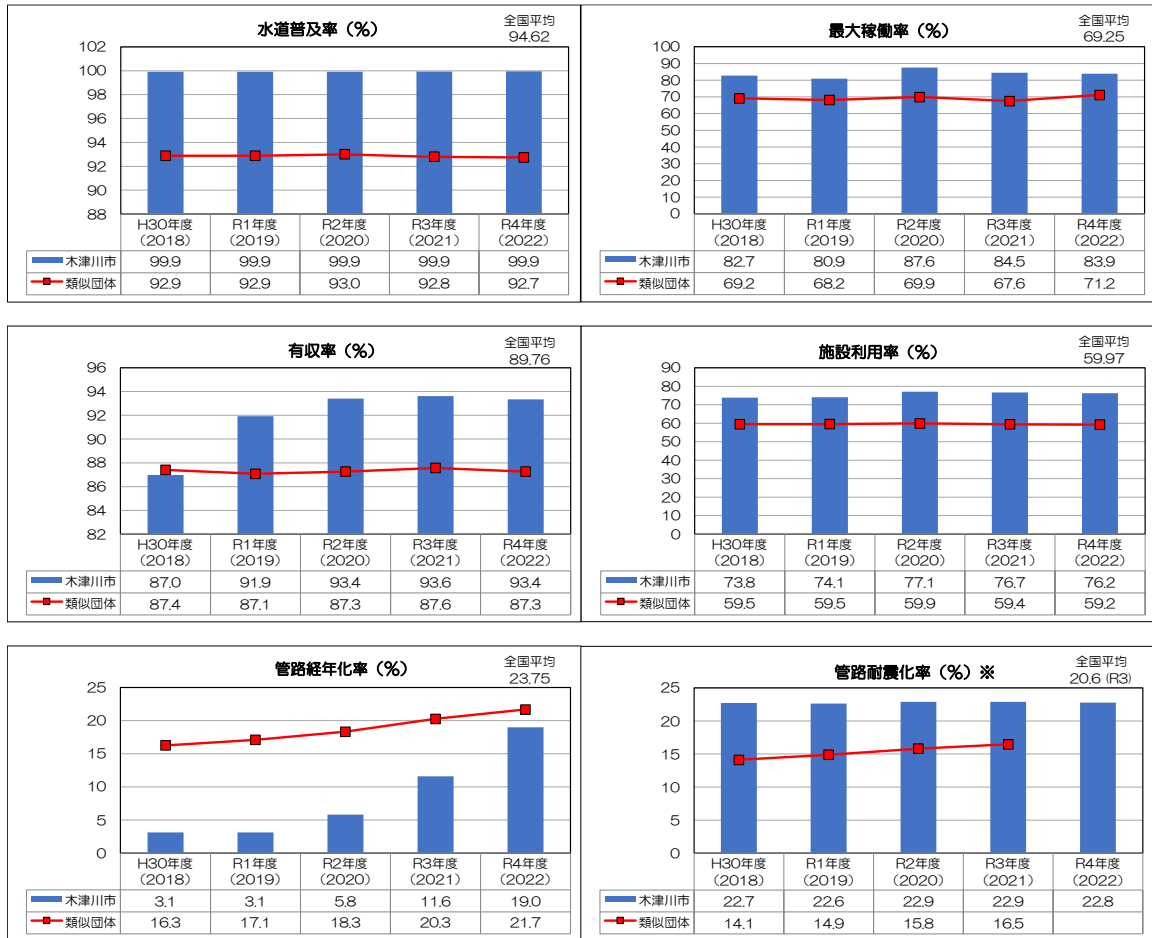 水道普及率(%)
全国平均
94.62
102
100
98
96
94
92
90
88
H30年度 R1年度 R2年度 R3年度 R4年度
(2018) (2019) (2020) (2021) (2022)
木津川市 99.9 99.9 99.9 99.9 99.9
類似団体 92.9 92.9 93.0 92.8 92.7
最大稼働率(%)
全国平均
69.25
100
90
80
70
60
50
40
30
20
10
0
H30年度 R1年度 R2年度 R3年度 R4年度
(2018) (2019) (2020) (2021) (2022)
木津川市 82.7 80.9 87.6 84.5 83.9
類似団体 69.2 68.2 69.9 67.6 71.2
有収率(%)
全国平均
89.76
96
94
92
90
88
86
84
82
H30年度 R1年度 R2年度 R3年度 R4年度
(2018) (2019) (2020) (2021) (2022)
木津川市 87.0 91.9 93.4 93.6 93.4
類似団体 87.4 87.1 87.3 87.6 87.3
施設利用率(%)
全国平均
59.97
90
80
70
60
50
40
30
20
10
0
H30年度 R1年度 R2年度 R3年度 R4年度
(2018) (2019) (2020) (2021) (2022)
木津川市 73.8 74.1 77.1 76.7 76.2
類似団体 59.5 59.5 59.9 59.4 59.2
管路経年化率(%)
全国平均
23.75
25
20
15
10
5
0
H30年度 R1年度 R2年度 R3年度 R4年度
(2018) (2019) (2020) (2021) (2022)
木津川市 3.1 3.1 5.8 11.6 19.0
類似団体 16.3 17.1 18.3 20.3 21.7
管路耐震化率(%)※
全国平均
20.6 (R3)
25
20
15
10
5
0
H30年度 R1年度 R2年度 R3年度 R4年度
(2018) (2019) (2020) (2021) (2022)
木津川市 22.7 22.6 22.9 22.9 22.8
類似団体 14.1 14.9 15.8 16.5